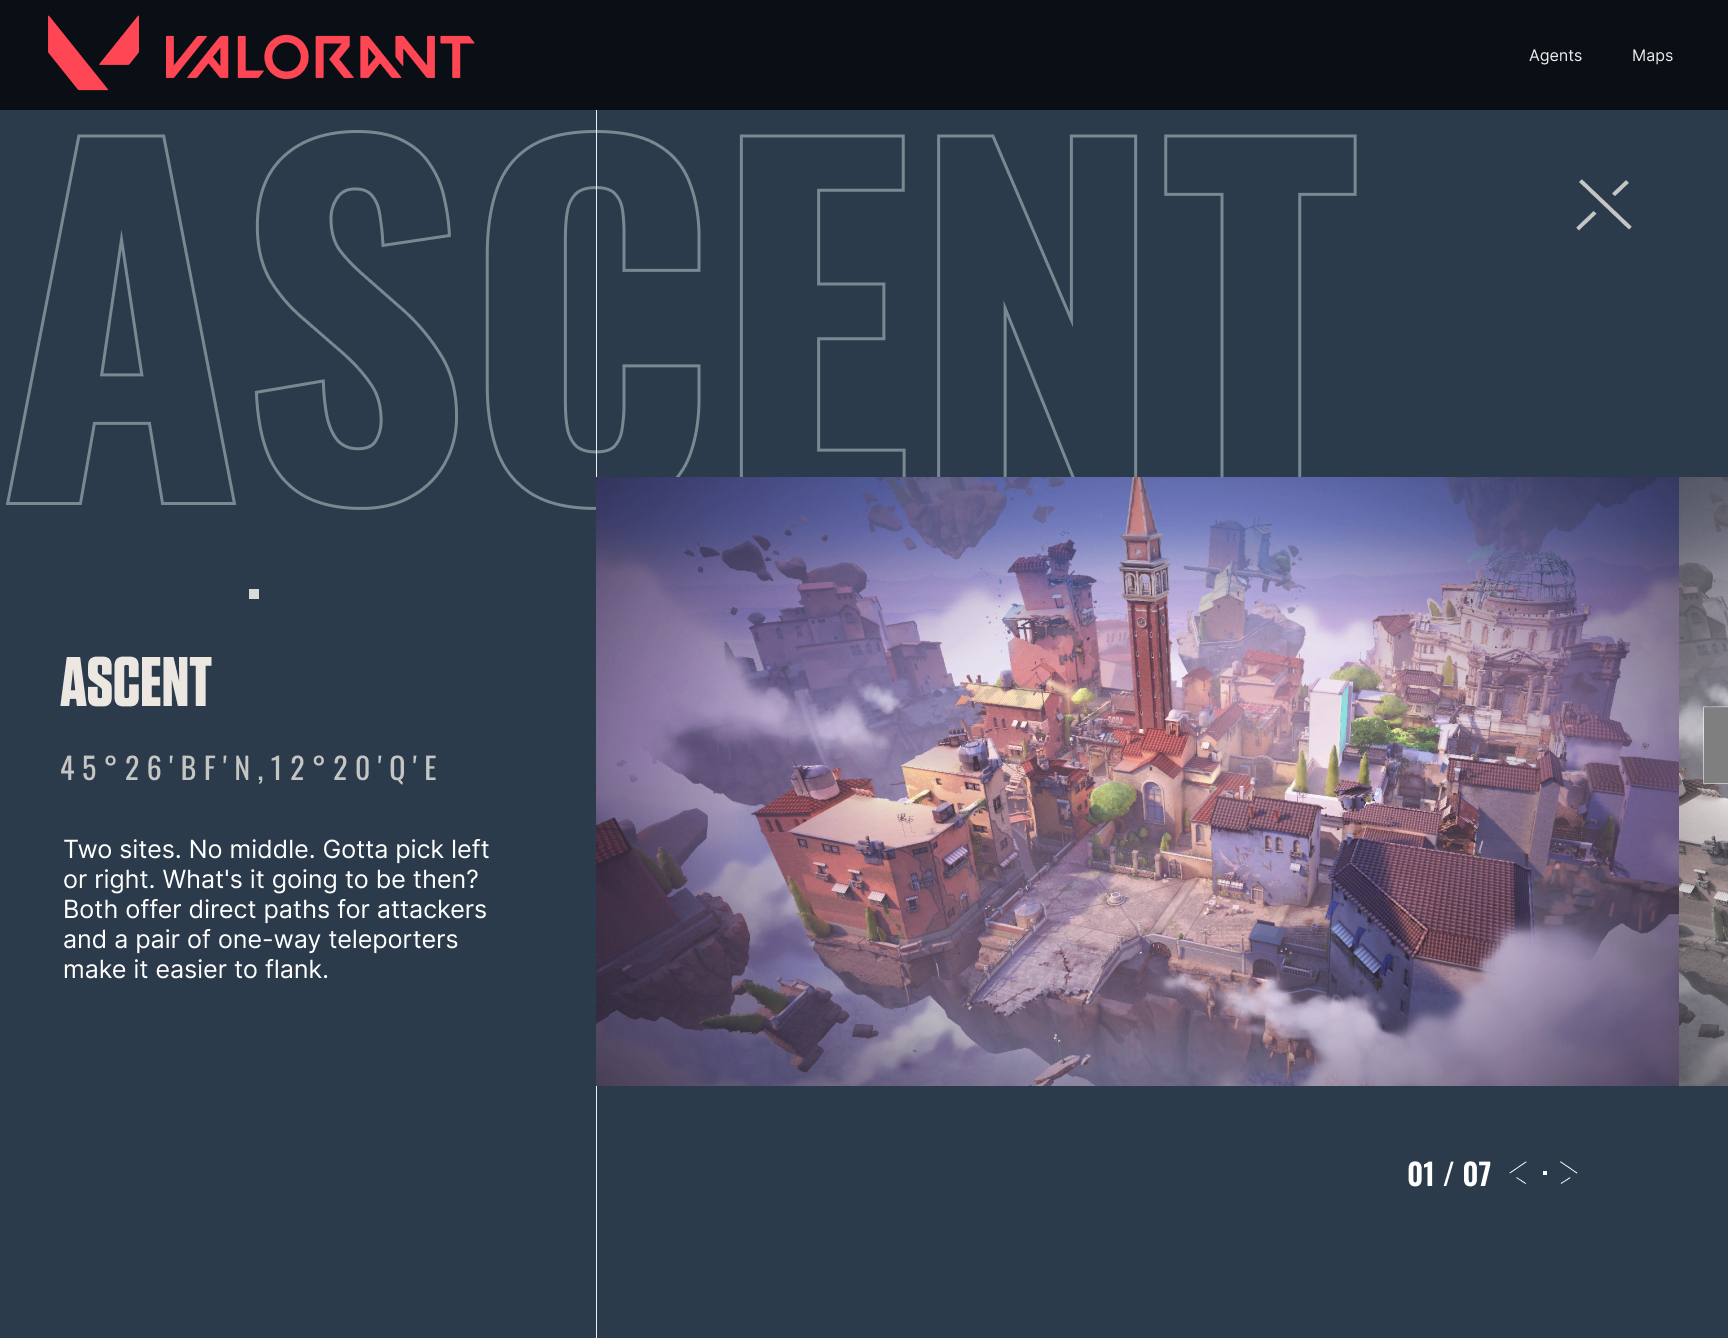 VALORANT
Agents
Maps
ASCENT
ASCENT
45°26'BF'N,12°20'Q'E
Two sites. No middle. Gotta pick left
or right. What's it going to be then?
Both offer direct paths for attackers
and a pair of one-way teleporters
make it easier to flank.
01 / 07